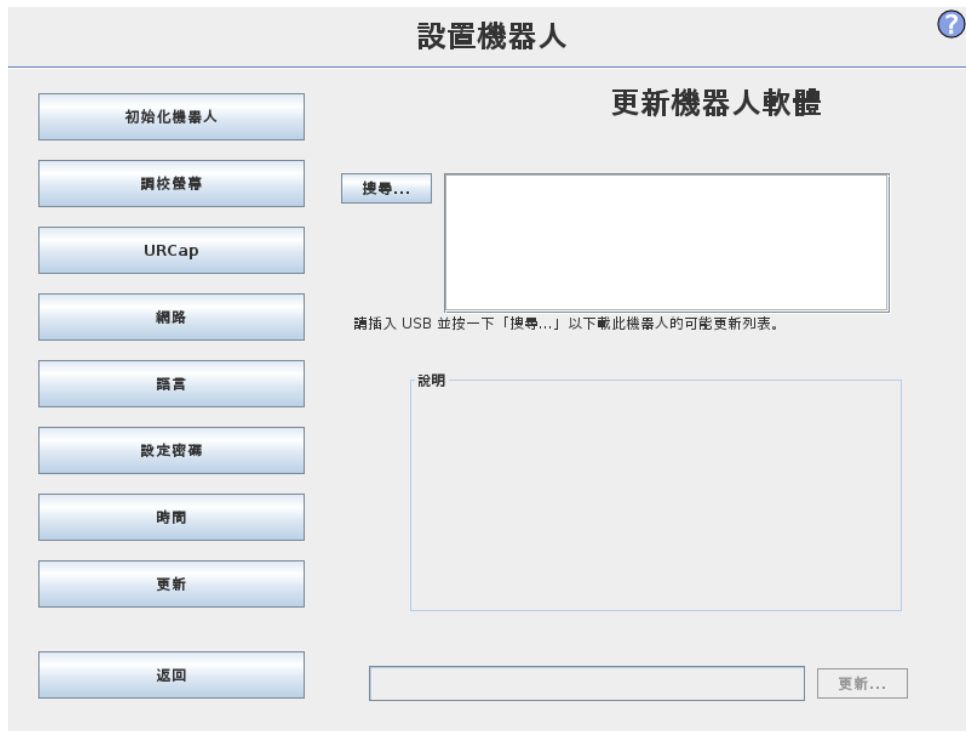 設置機器人
?
更新機器人軟體
初始化機器人
調校螢幕
URCap
網路
語言
設定密碼
時間
更新
返回
搜尋...
請插入 USB 並按一下「搜尋...」以下載此機器人的可能更新列表。
說明
更新...